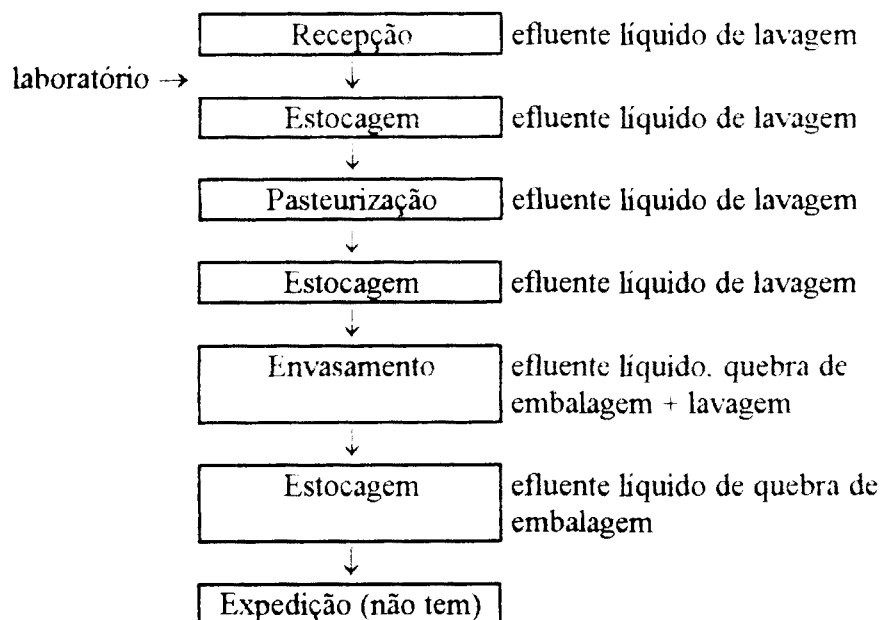 Recepção efluente líquido de lavagem
laboratório →
↓
Estocagem efluente líquido de lavagem
↓
Pasteurização efluente líquido de lavagem
↓
Estocagem efluente líquido de lavagem
↓
Envasamento efluente líquido. quebra de
embalagem + lavagem
↓
Estocagem efluente líquido de quebra de
embalagem
↓
Expedição (não tem)